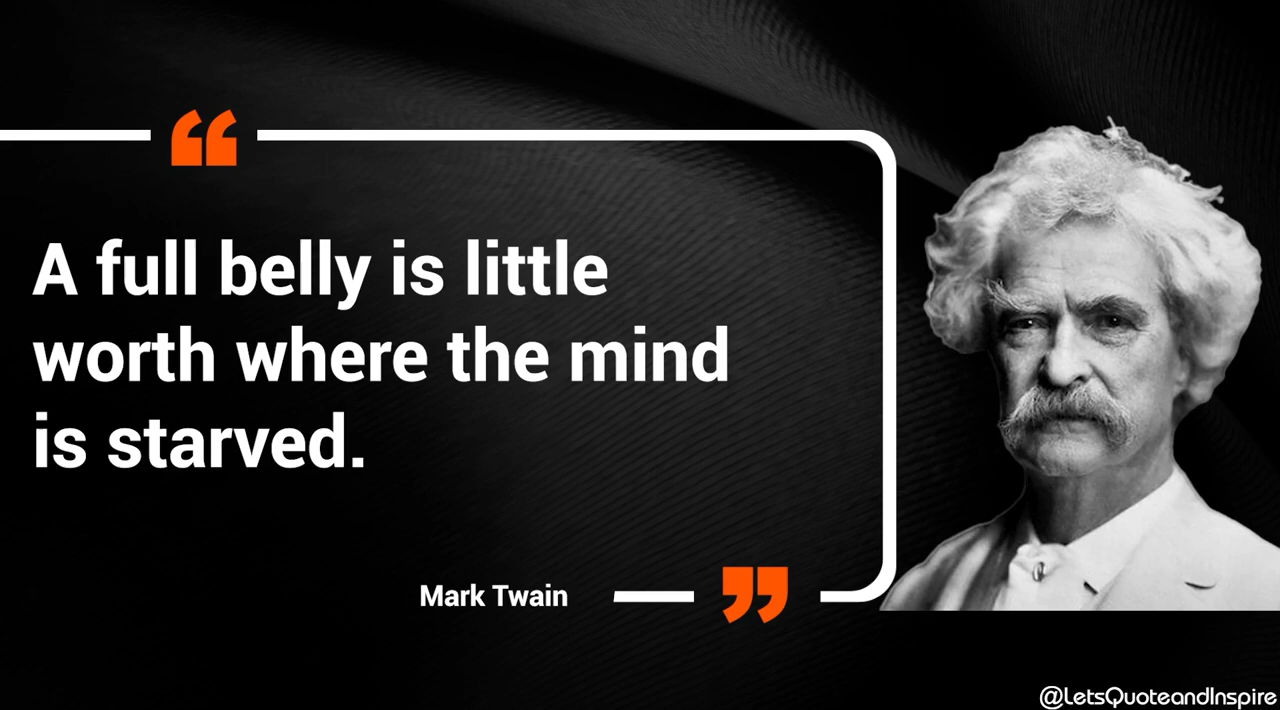 “
A full belly is little
worth where the mind
is starved.
Mark Twain
”
@LetsQuoteandInspire